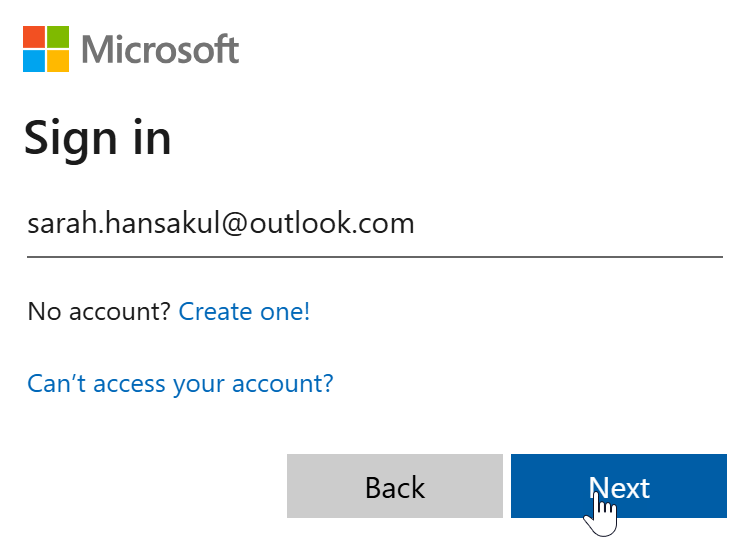 Microsoft
Sign in
sarah.hansakul@outlook.com
No account? Create one!
Can’t access your account?
Back Next